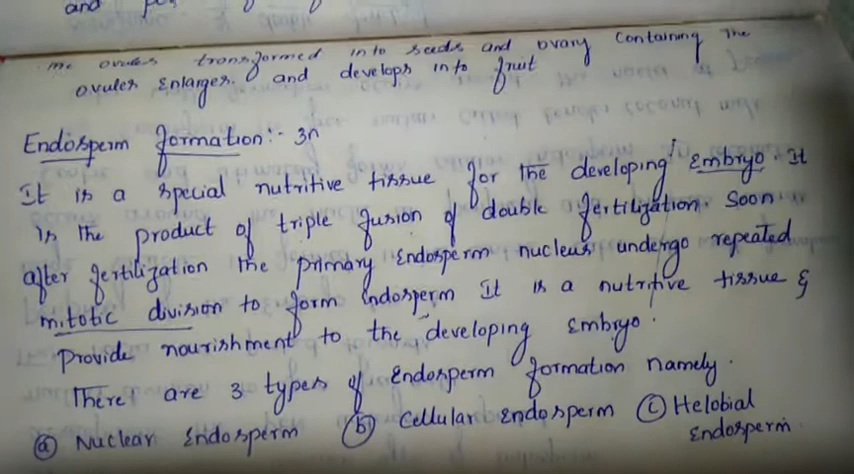 and
the ovules transformed into seeds and ovary containing the
ovules Enlarges. and develops into fruit
Endosperm formation:- 3n
It is a special nutritive tissue for the developing Embryo. It
is the product of triple fusion of double fertilization. Soon
after fertilization the primary Endosperm nucleus undergo repeated
mitotic division to form Endosperm It is a nutritive tissue &
Provide nourishment to the developing Embryo.
There are 3 types of Endosperm formation namely.
ⓐ Nuclear Endosperm ⓑ Cellular Endosperm ⓒ Helobial
Endosperm.